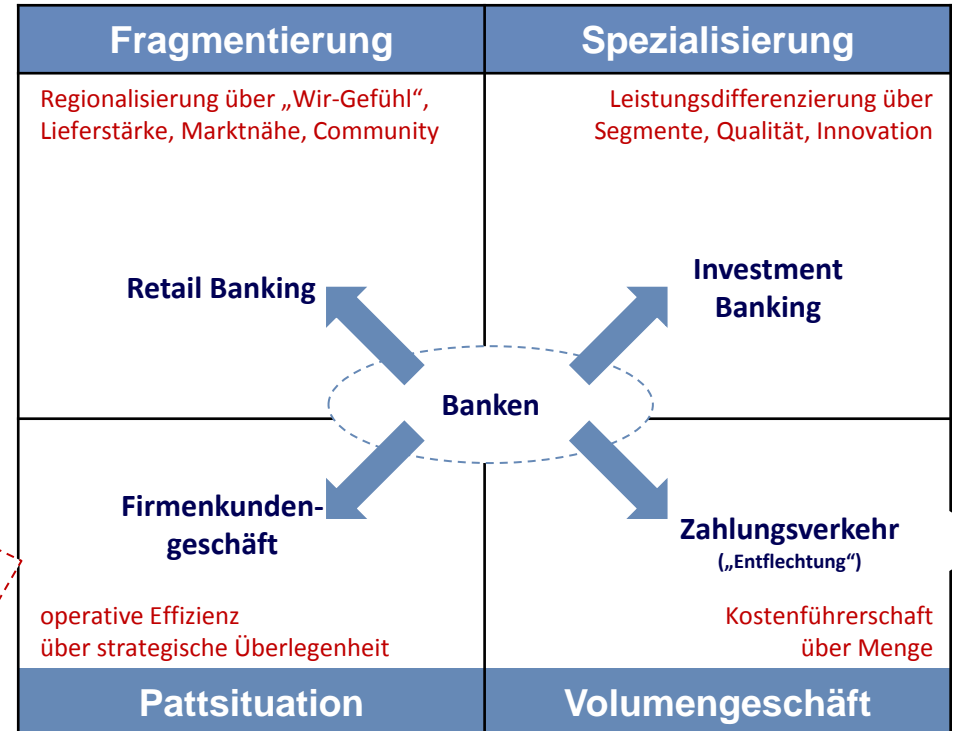 Fragmentierung
Spezialisierung
Regionalisierung über „Wir-Gefühl“,
Lieferstärke, Marktnähe, Community
Leistungsdifferenzierung über
Segmente, Qualität, Innovation
Retail Banking
Investment
Banking
Banken
Firmenkunden-
geschäft
Zahlungsverkehr
(„Entflechtung“)
operative Effizienz
über strategische Überlegenheit
Kostenführerschaft
über Menge
Pattsituation
Volumengeschäft